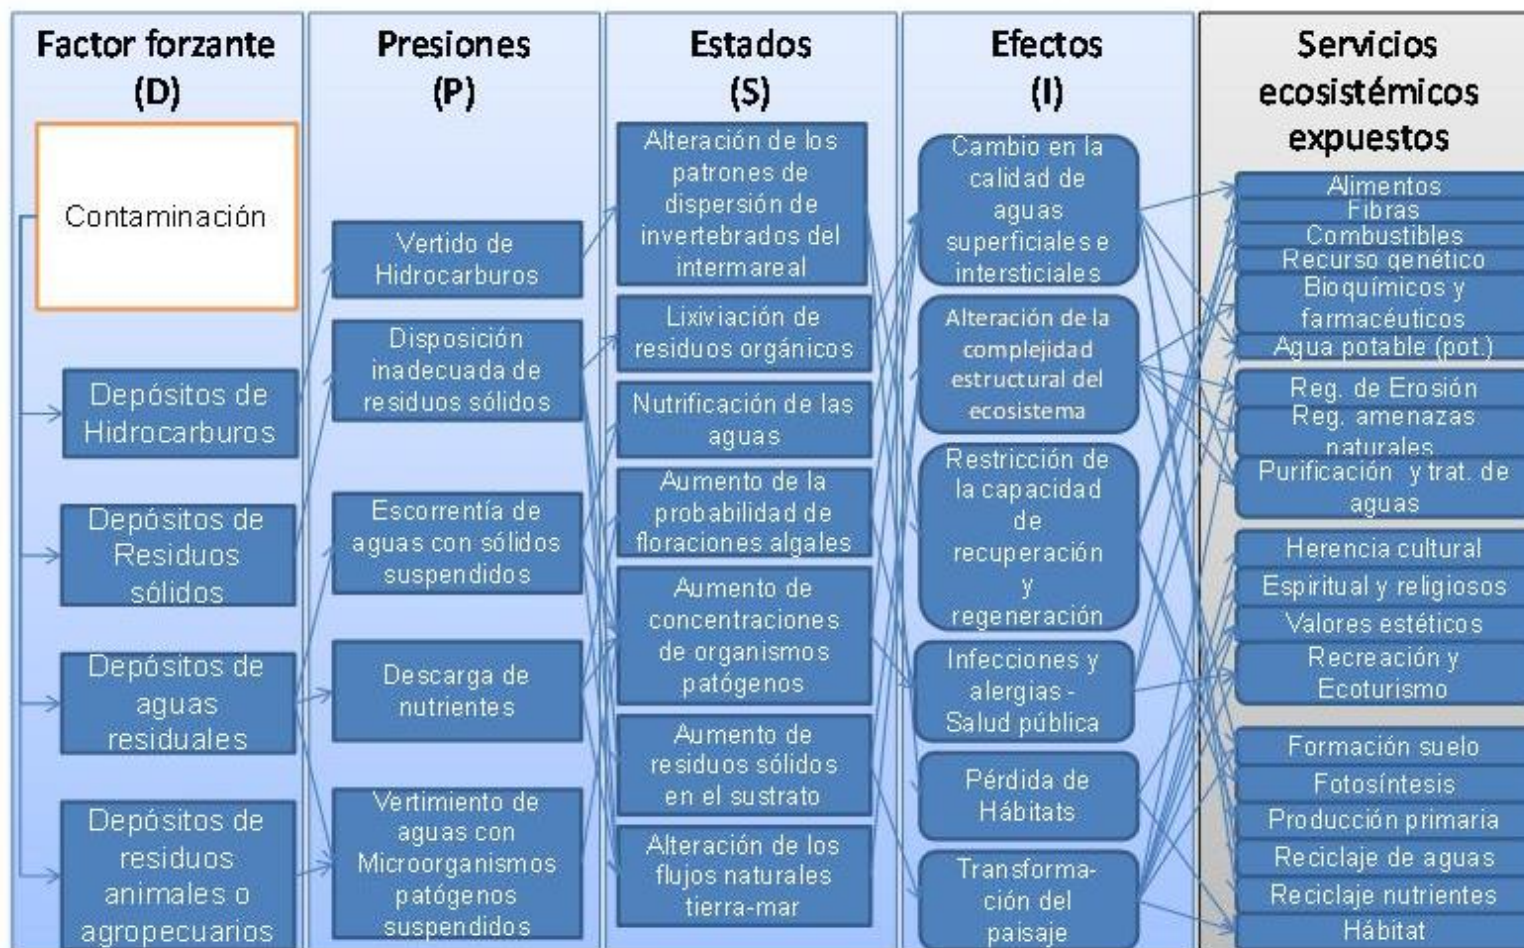 Factor forzante
(D)
Contaminación
Depósitos de
Hidrocarburos
Depósitos de
Residuos
sólidos
Depósitos de
aguas
residuales
Depósitos de
residuos
animales o
agropecuarios
Presiones
(P)
Vertido de
Hidrocarburos
Disposición
inadecuada de
residuos sólidos
Escorrentía de
aguas con sólidos
suspendidos
Descarga de
nutrientes
Vertimiento de
aguas con
Microorganismos
patógenos
suspendidos
Estados
(S)
Alteración de los
patrones de
dispersión de
invertebrados del
intermareal
Lixiviación de
residuos orgánicos
Nutrificación de las
aguas
Aumento de la
probabilidad de
floraciones algales
Aumento de
concentraciones
de organismos
patógenos
Aumento de
residuos sólidos
en el sustrato
Alteración de los
flujos naturales
tierra-mar
Efectos
(I)
Cambio en la
calidad de
aguas
superficiales e
intersticiales
Alteración de la
complejidad
estructural del
ecosistema
Restricción de
la capacidad
de
recuperación
y
regeneración
Infecciones y
alergias -
Salud pública
Pérdida de
Hábitats
Transforma-
ción del
paisaje
Servicios
ecosistémicos
expuestos
Alimentos
Fibras
Combustibles
Recurso genético
Bioquímicos y
farmacéuticos
Agua potable (pot.)
Reg. de Erosión
Reg. amenazas
naturales
Purificación y trat. de
aguas
Herencia cultural
Espiritual y religiosos
Valores estéticos
Recreación y
Ecoturismo
Formación suelo
Fotosíntesis
Producción primaria
Reciclaje de aguas
Reciclaje nutrientes
Hábitat